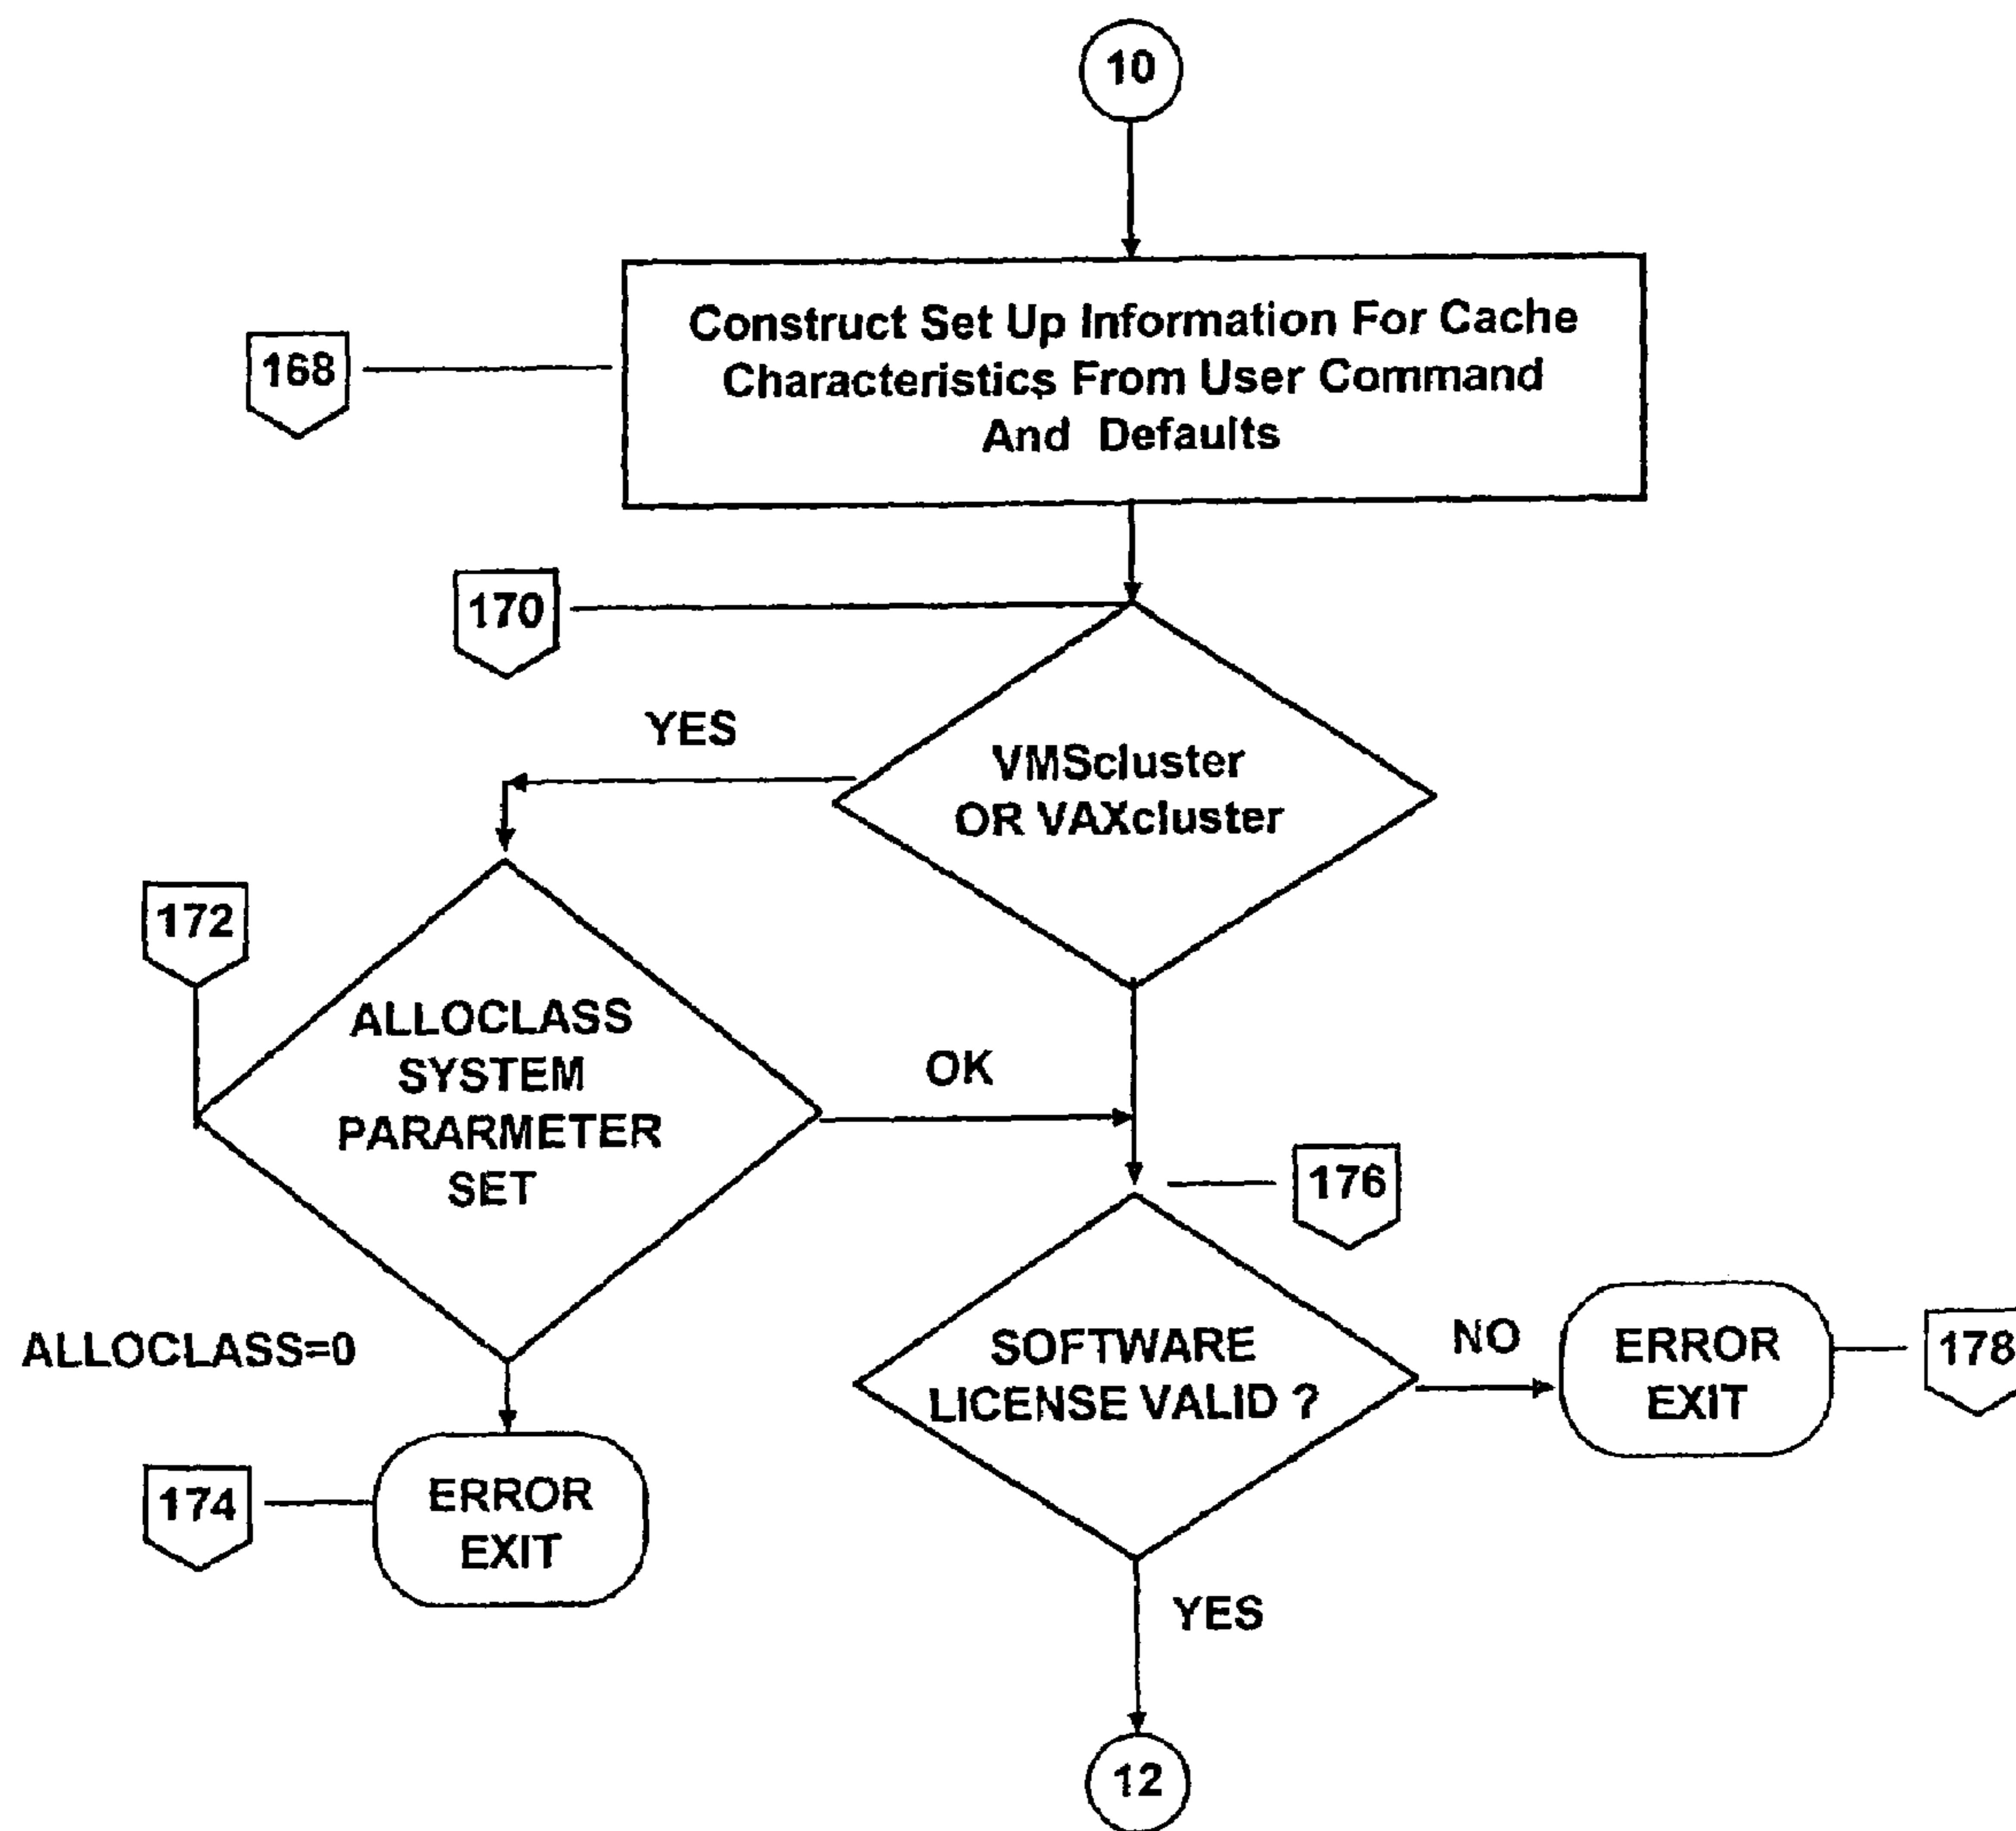 10
168
Construct Set Up Information For Cache
Characteristics From User Command
And Defaults
170
YES
VMScluster
OR VAXcluster
172
ALLOCLASS
SYSTEM
PARARMETER
SET
OK
176
ALLOCLASS=0
SOFTWARE
LICENSE VALID ?
NO
ERROR
EXIT
178
174
ERROR
EXIT
YES
12